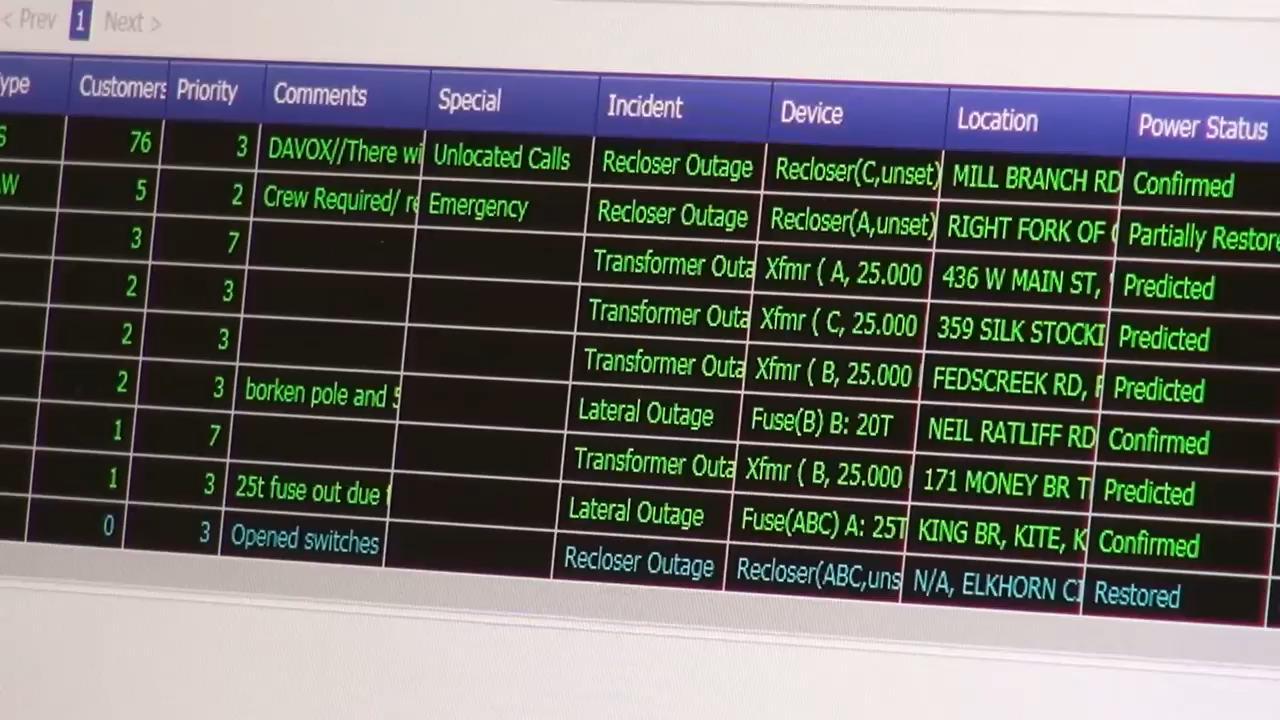 < Prev 1 Next >
ype Customers Priority Comments Special Incident Device Location Power Status
S 76 3 DAVOX//There wi Unlocated Calls Recloser Outage Recloser(C,unset) MILL BRANCH RD Confirmed
W 5 2 Crew Required/ re Emergency Recloser Outage Recloser(A,unset) RIGHT FORK OF Partially Restore
3 7 Transformer Outa Xfmr ( A, 25.000 436 W MAIN ST, Predicted
2 3 Transformer Outa Xfmr ( C, 25.000 359 SILK STOCKI Predicted
2 3 Transformer Outa Xfmr ( B, 25.000 FEDSCREEK RD, Predicted
2 3 borken pole and 5 Lateral Outage Fuse(B) B: 20T NEIL RATLIFF RD Confirmed
1 7 Transformer Outa Xfmr ( B, 25.000 171 MONEY BR T Predicted
1 3 25t fuse out due Lateral Outage Fuse(ABC) A: 25T KING BR, KITE, K Confirmed
0 3 Opened switches Recloser Outage Recloser(ABC,uns N/A, ELKHORN CI Restored